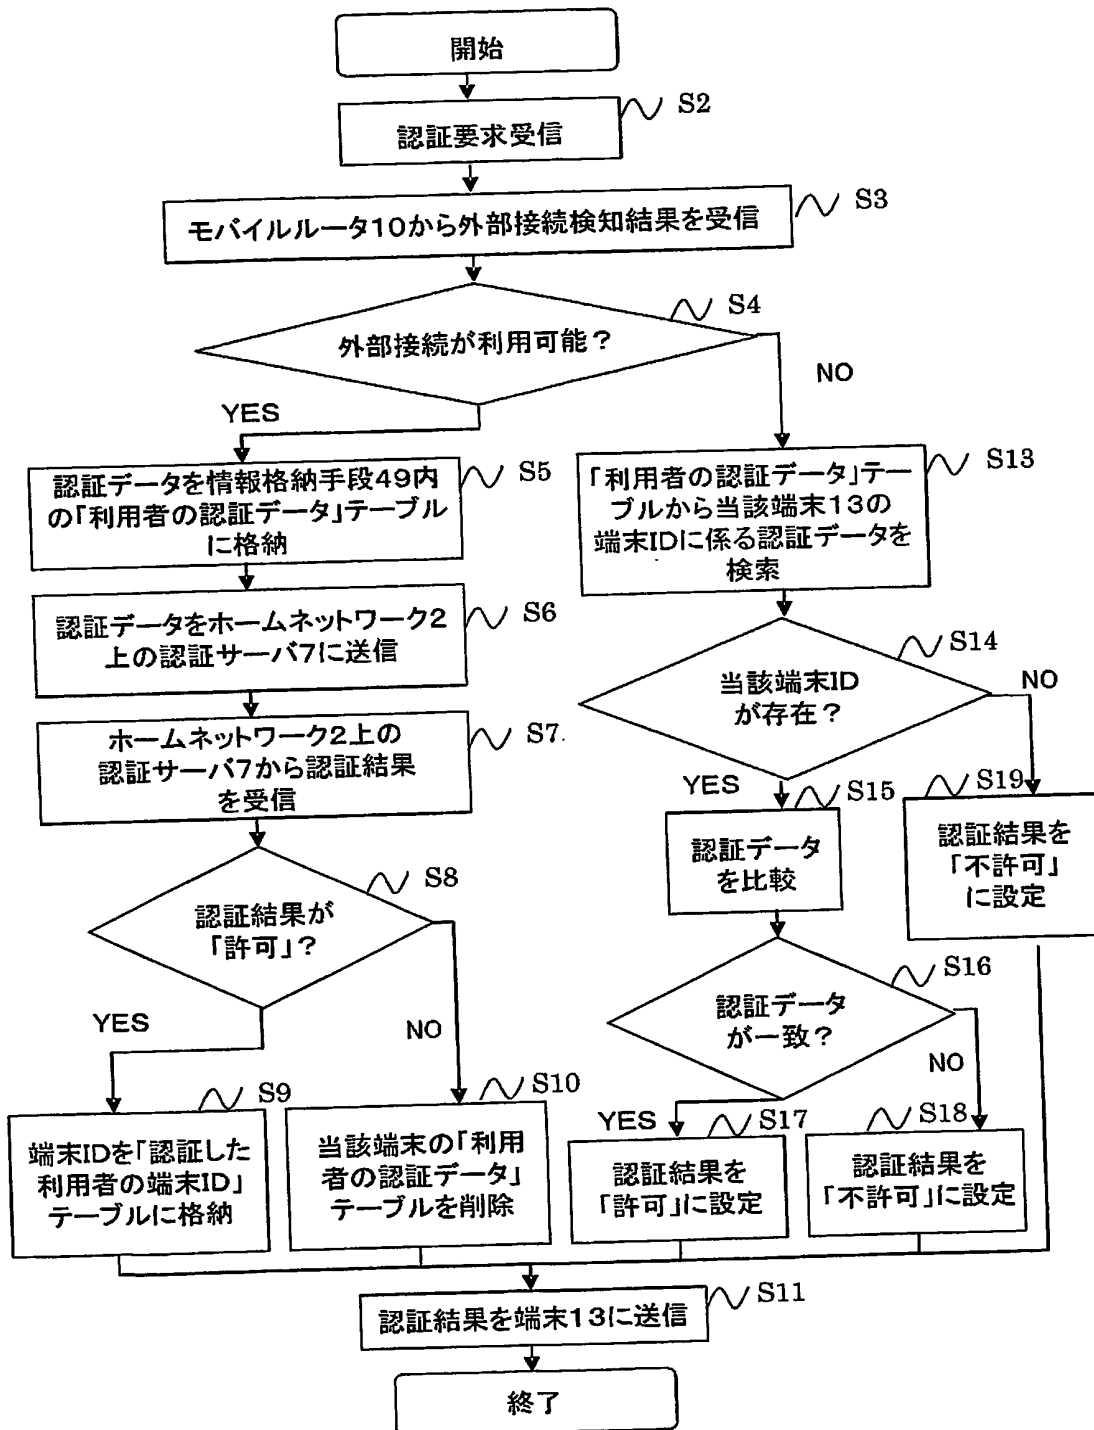 開始
S2
認証要求受信
S3
モバイルルータ10から外部接続検知結果を受信
S4
外部接続が利用可能?
YES
NO
S5
認証データを情報格納手段49内
の「利用者の認証データ」テーブル
に格納
S13
「利用者の認証データ」テー
ブルから当該端末13の
端末IDに係る認証データを
検索
S6
認証データをホームネットワーク2
上の認証サーバ7に送信
S14
当該端末ID
が存在?
NO
YES
S7
ホームネットワーク2上の
認証サーバ7から認証結果
を受信
S15
認証データ
を比較
S19
認証結果を
「不許可」
に設定
S8
認証結果が
「許可」?
YES
NO
S16
認証データ
が一致?
NO
YES
S9
端末IDを「認証した
利用者の端末ID」
テーブルに格納
S10
当該端末の「利用
者の認証データ」
テーブルを削除
S17
認証結果を
「許可」に設定
S18
認証結果を
「不許可」に設定
S11
認証結果を端末13に送信
終了